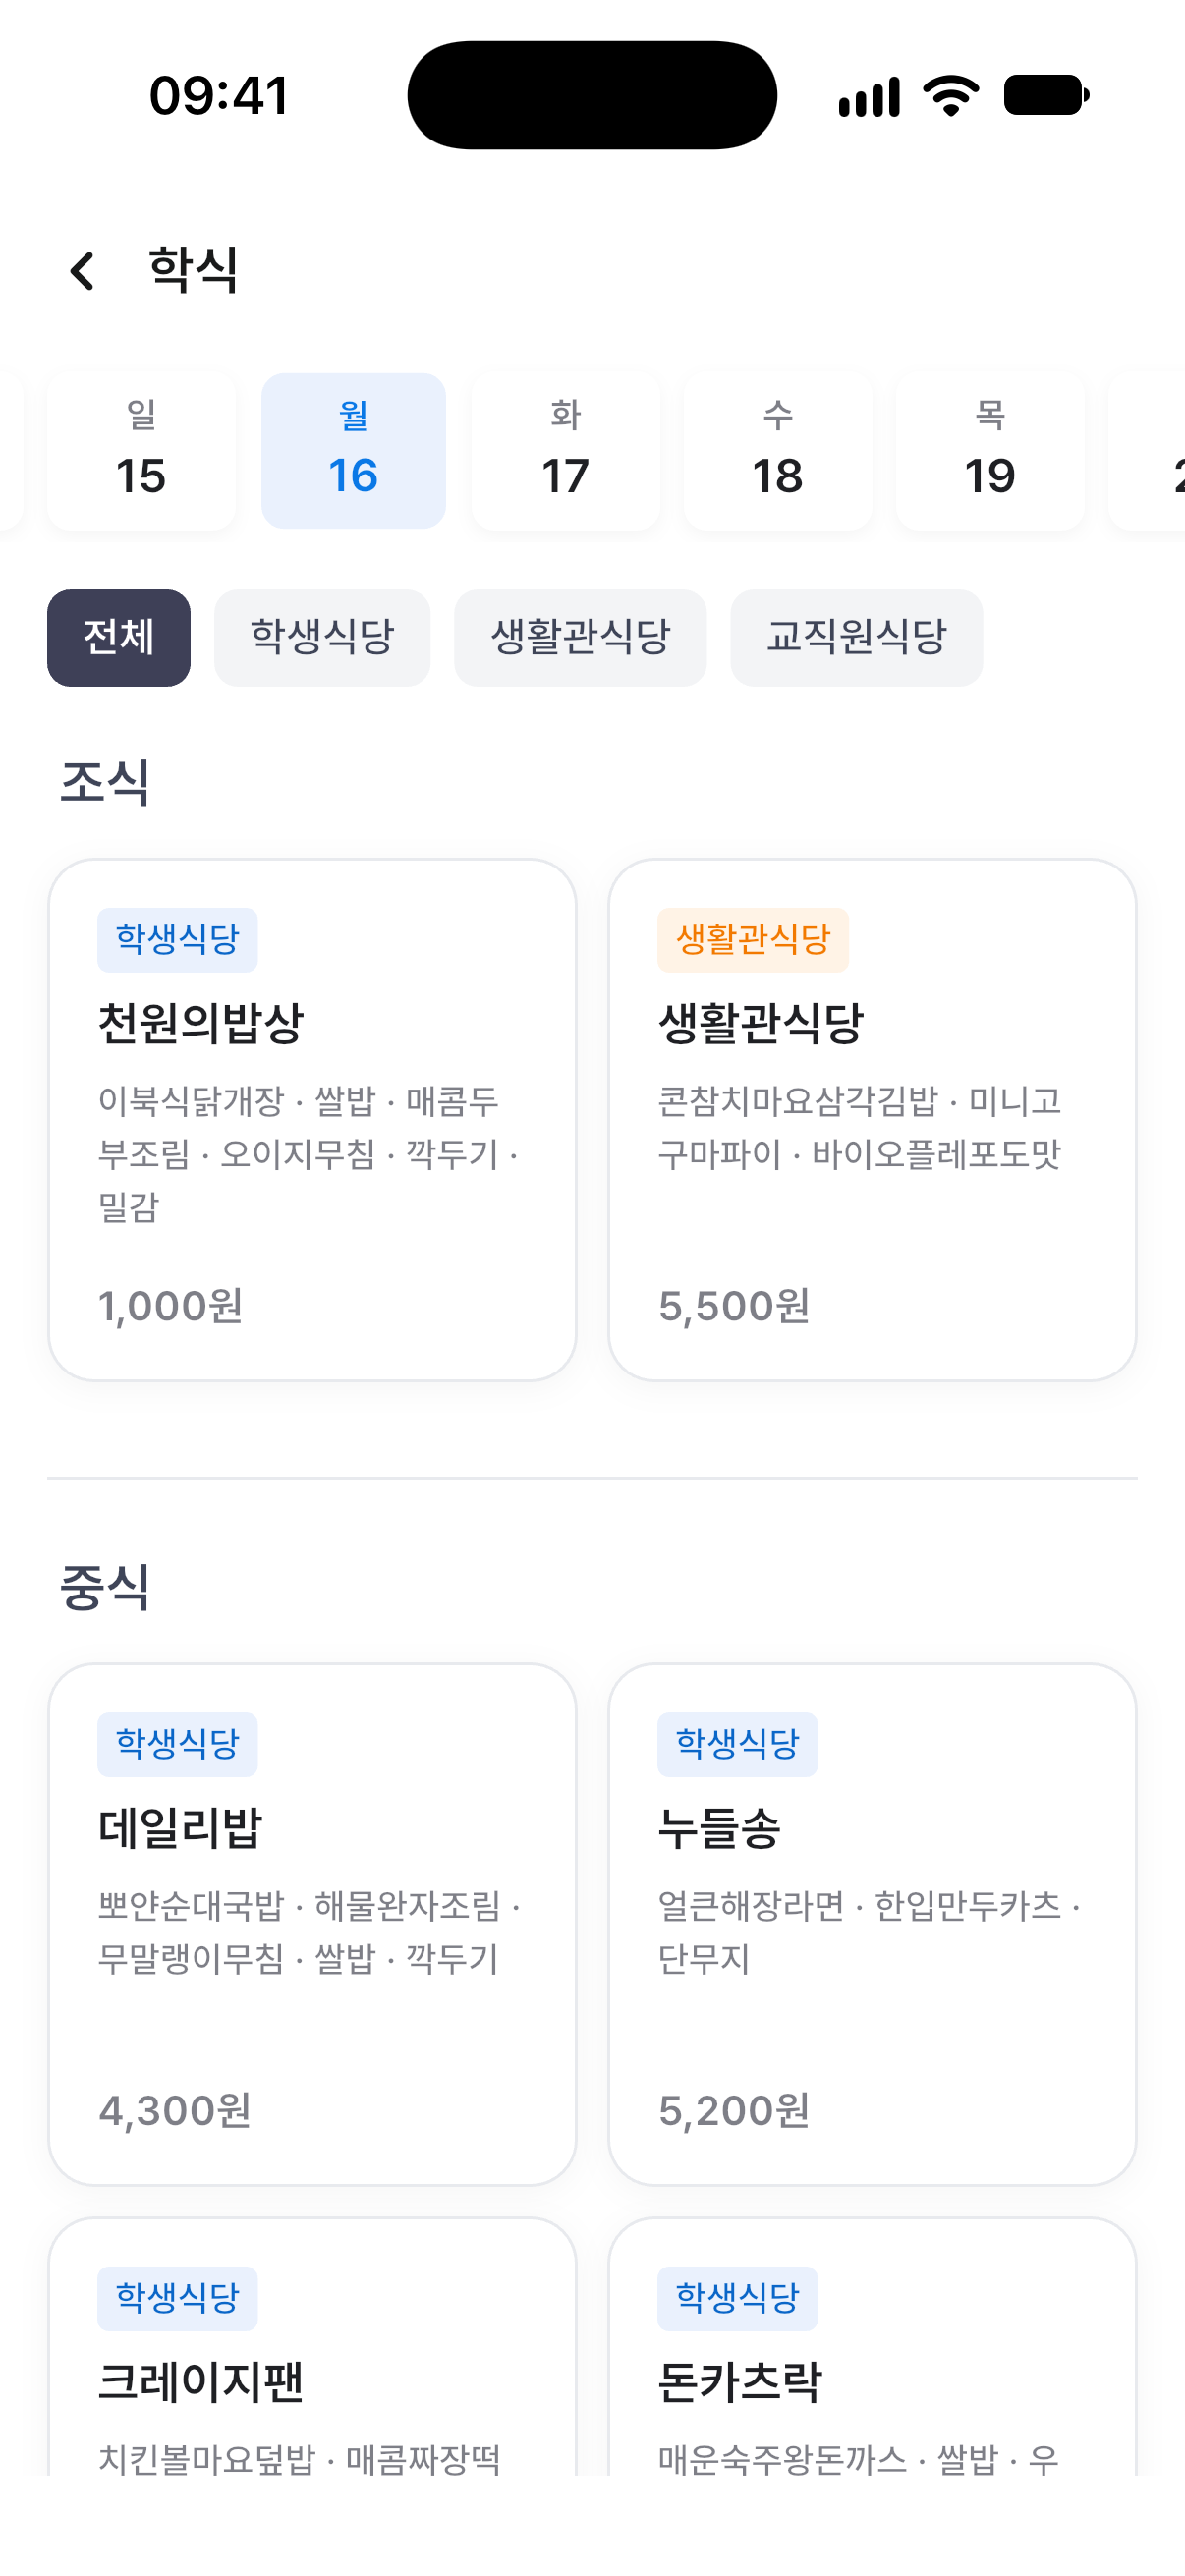 09:41
학식
일 월 화 수 목
15 16 17 18 19
전체 학생식당 생활관식당 교직원식당
조식
학생식당
천원의밥상
이북식닭개장 · 쌀밥 · 매콤두
부조림 · 오이지무침 · 깍두기 ·
밀감
1,000원
생활관식당
생활관식당
콘참치마요삼각김밥 · 미니고
구마파이 · 바이오플레포도맛
5,500원
중식
학생식당
데일리밥
뽀얀순대국밥 · 해물완자조림 ·
무말랭이무침 · 쌀밥 · 깍두기
4,300원
학생식당
누들송
얼큰해장라면 · 한입만두카츠 ·
단무지
5,200원
학생식당
크레이지팬
치킨볼마요덮밥 · 매콤짜장떡
학생식당
돈카츠락
매운숙주왕돈까스 · 쌀밥 · 우